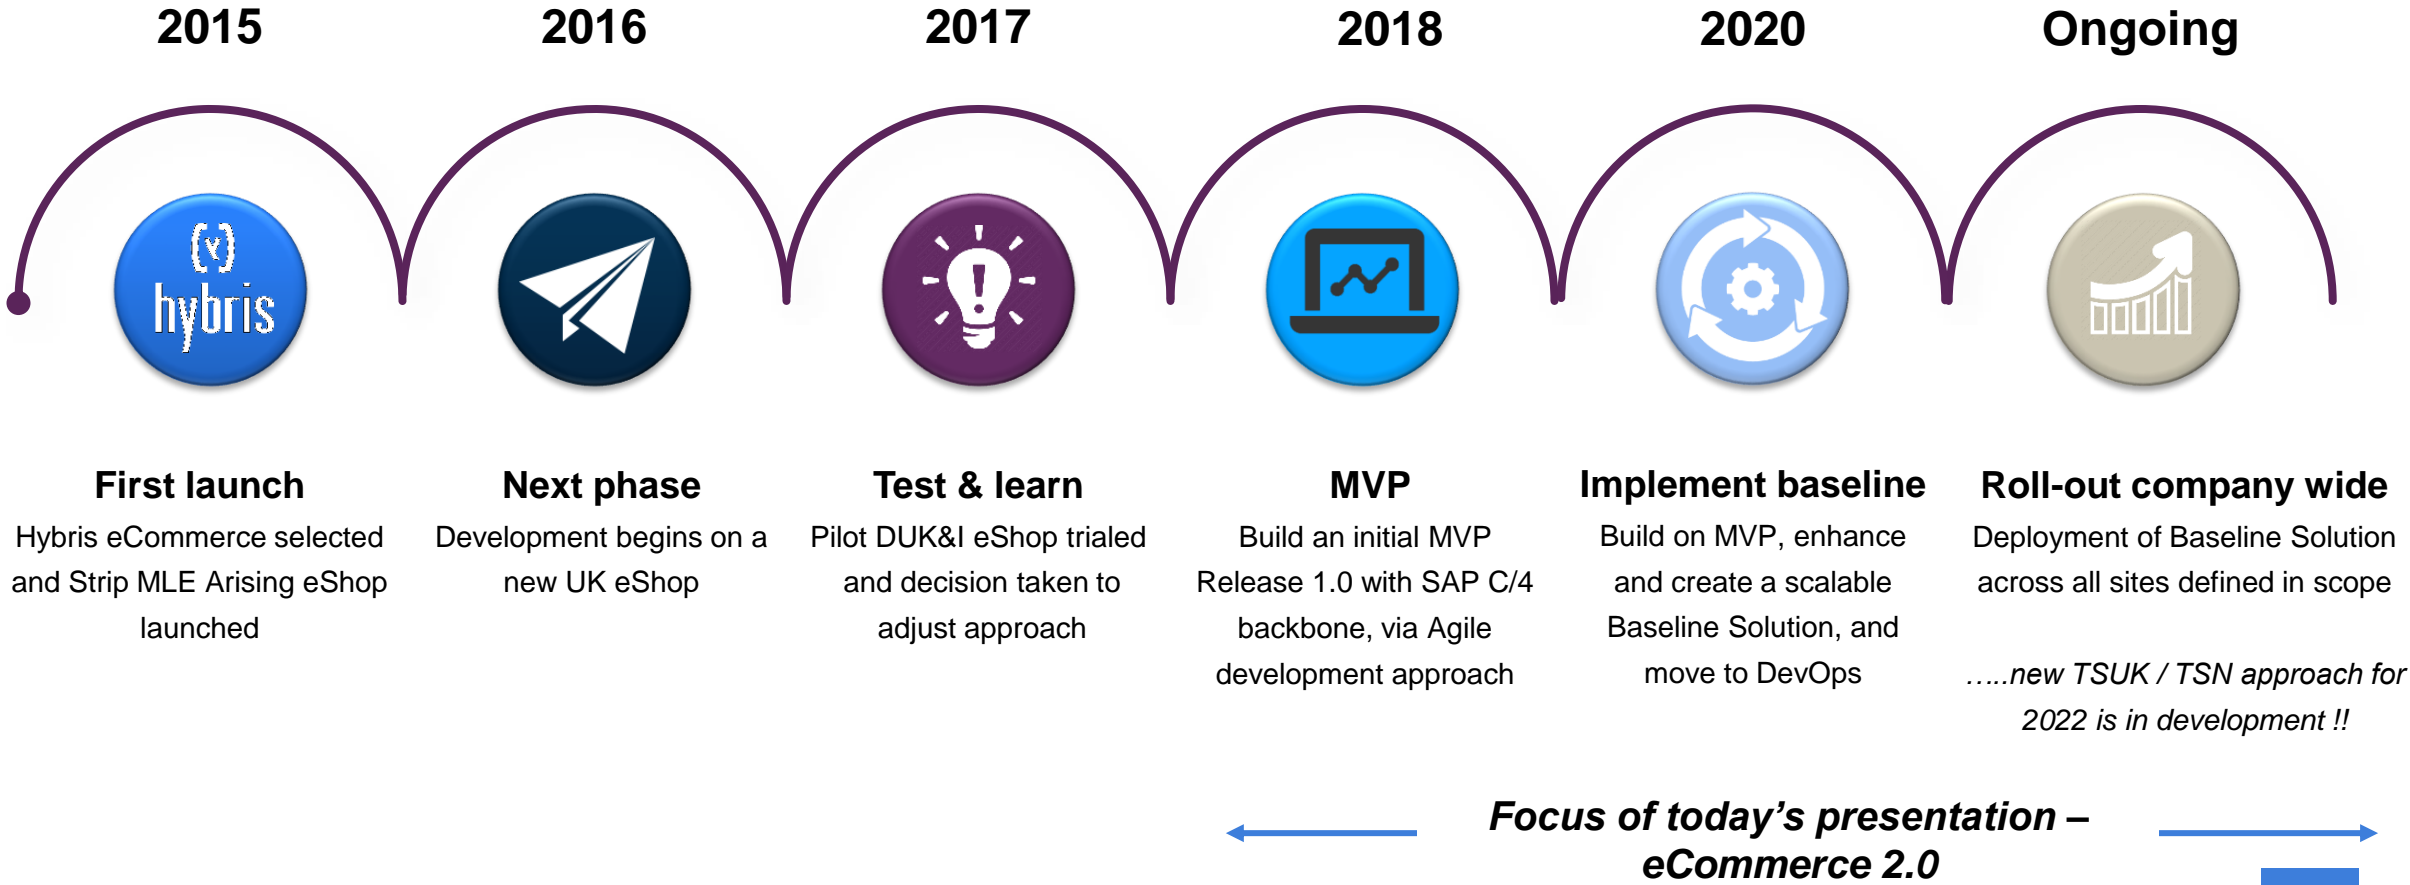 2015
2016
2017
2018
2020
Ongoing
hybris
First launch
Hybris eCommerce selected
and Strip MLE Arising eShop
launched
Next phase
Development begins on a
new UK eShop
Test & learn
Pilot DUK&I eShop trialed
and decision taken to
adjust approach
MVP
Build an initial MVP
Release 1.0 with SAP C/4
backbone, via Agile
development approach
Implement baseline
Build on MVP, enhance
and create a scalable
Baseline Solution, and
move to DevOps
Roll-out company wide
Deployment of Baseline Solution
across all sites defined in scope
…..new TSUK / TSN approach for
2022 is in development !!
Focus of today’s presentation –
eCommerce 2.0